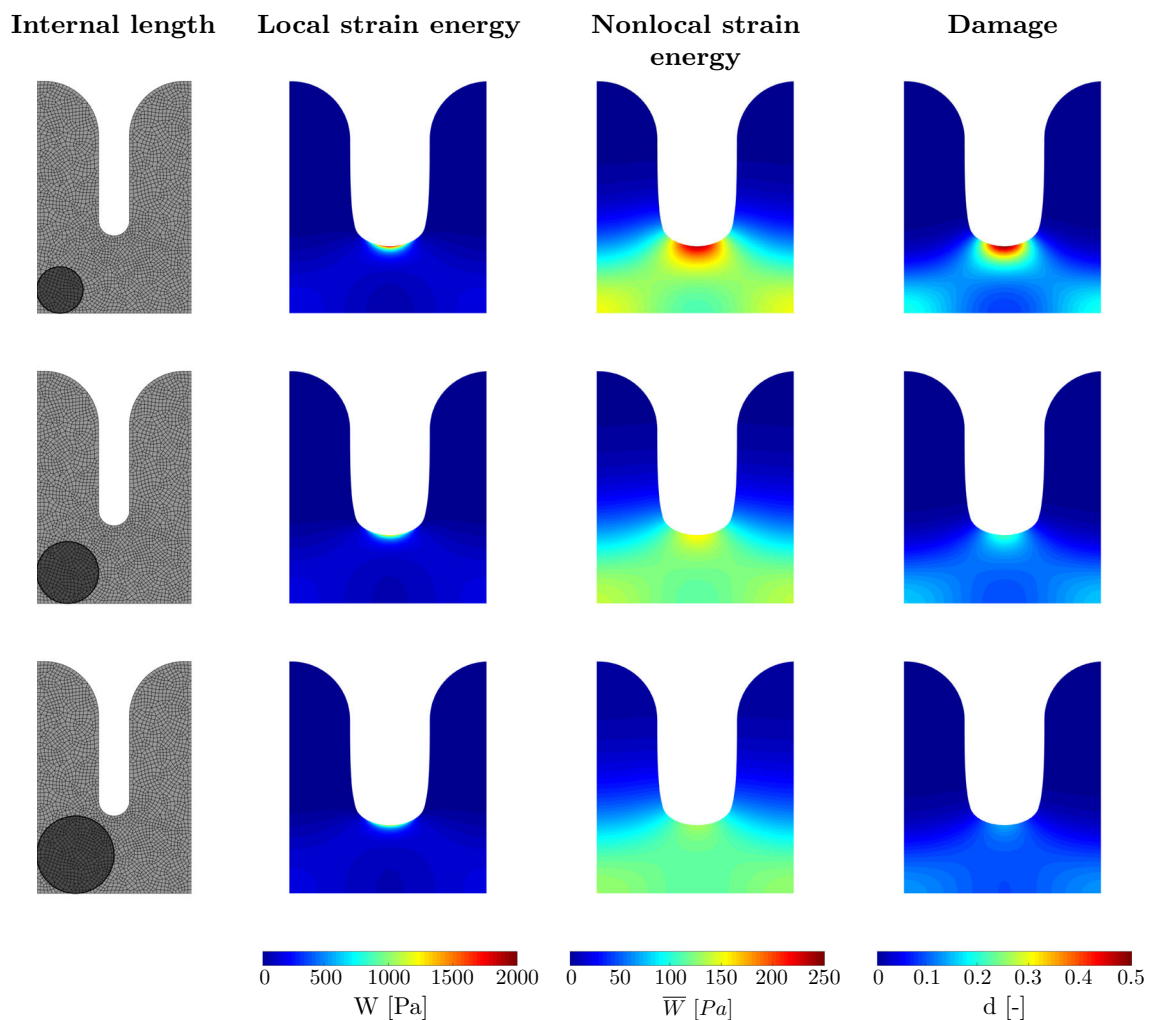 Internal length
Local strain energy
Nonlocal strain
energy
Damage
0 500 1000 1500 2000
W [Pa]
0 50 100 150 200 250
W̅ [Pa]
0 0.1 0.2 0.3 0.4 0.5
d [-]